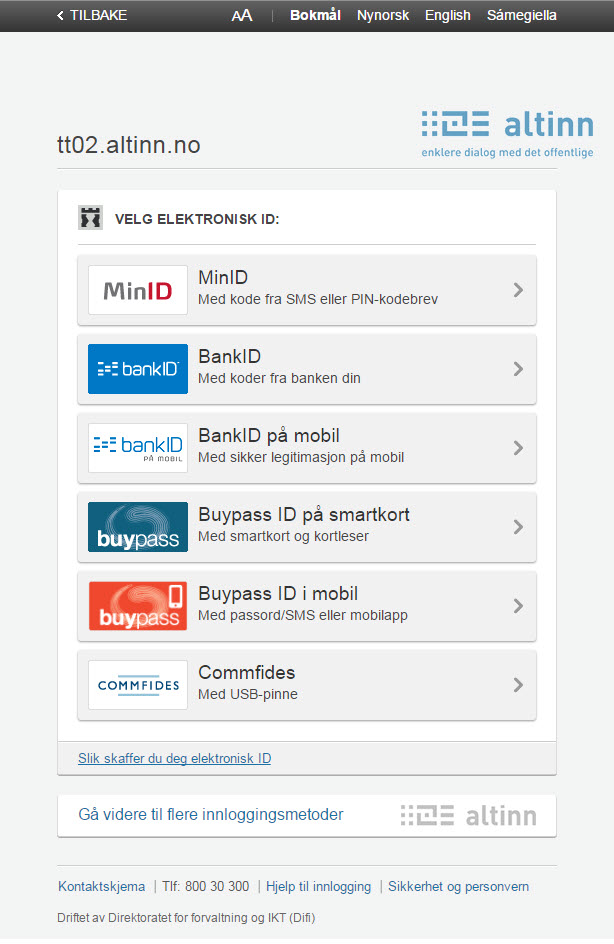 TILBAKE
AA
Bokmål
Nynorsk
English
Sámegiella
altinn
tt02.altinn.no
enklere dialog med det offentlige
VELG ELEKTRONISK ID:
MinID
MinID
Med kode fra SMS eller PIN-kodebrev
bankID
BankID
Med koder fra banken din
bankID
PÅ MOBIL
BankID på mobil
Med sikker legitimasjon på mobil
buypass
Buypass ID på smartkort
Med smartkort og kortleser
buypass
Buypass ID i mobil
Med passord/SMS eller mobilapp
COMMFIDES
Commfides
Med USB-pinne
Slik skaffer du deg elektronisk ID
Gå videre til flere innloggingsmetoder
altinn
Kontaktskjema | Tlf: 800 30 300 | Hjelp til innlogging | Sikkerhet og personvern
Driftet av Direktoratet for forvaltning og IKT (Difi)